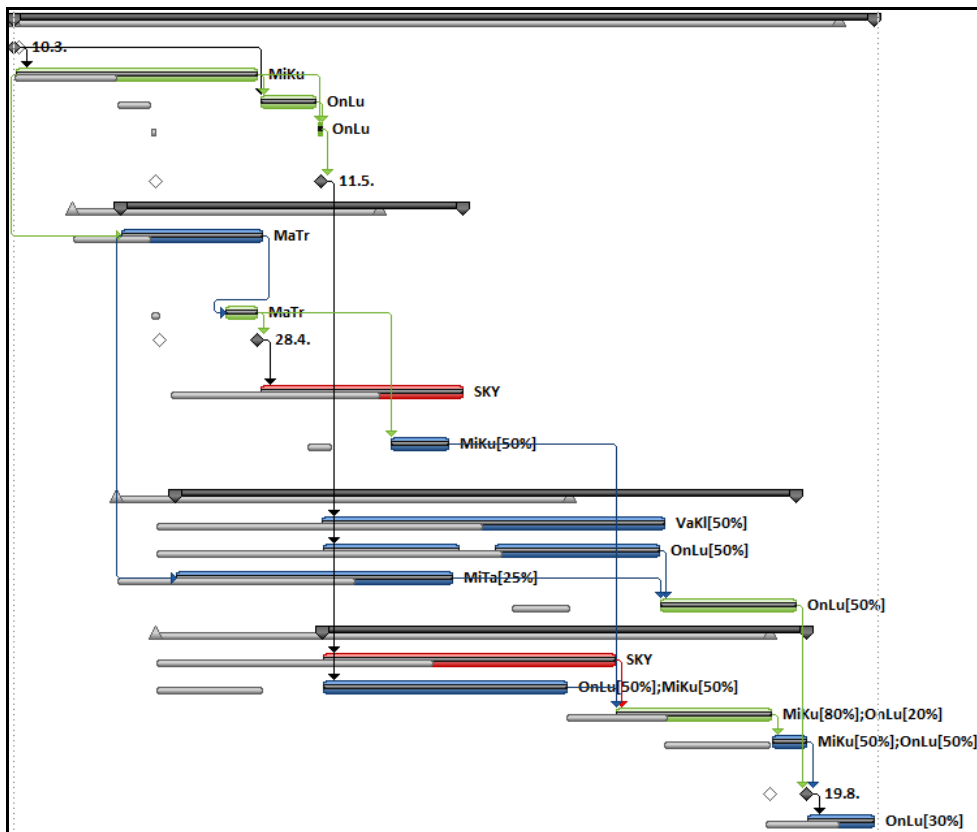 10.3.
MiKu
OnLu
OnLu
11.5.
MaTr
MaTr
28.4.
SKY
MiKu[50%]
VaKl[50%]
OnLu[50%]
MiTa[25%]
OnLu[50%]
SKY
OnLu[50%];MiKu[50%]
MiKu[80%];OnLu[20%]
MiKu[50%];OnLu[50%]
19.8.
OnLu[30%]